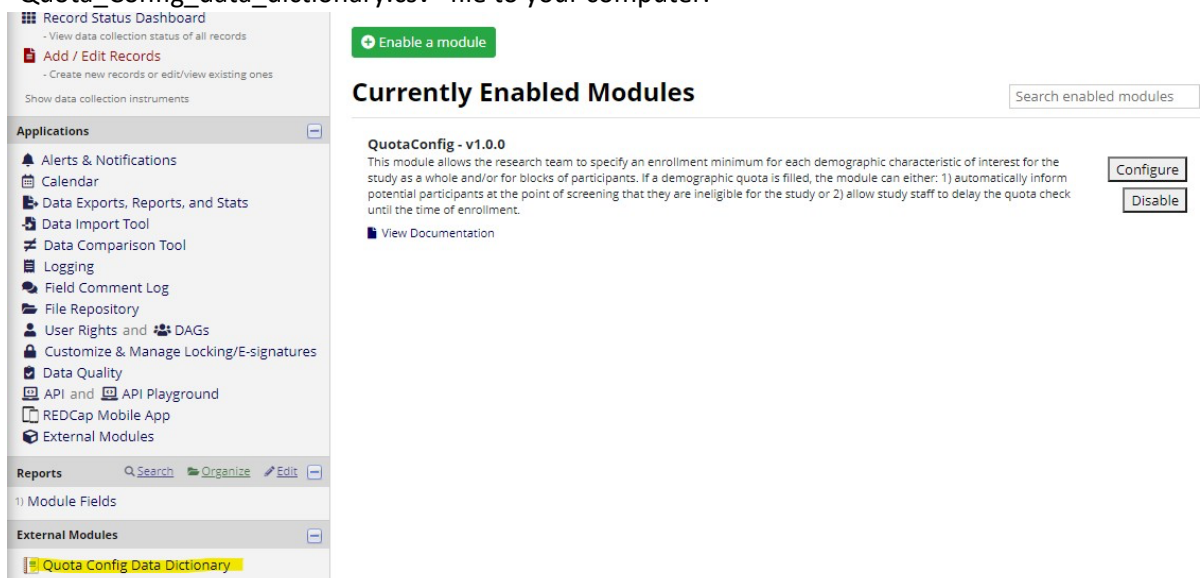 "Quota_Config_data_dictionary.csv" file to your computer.
Record Status Dashboard
- View data collection status of all records
Add / Edit Records
- Create new records or edit/view existing ones
Show data collection instruments
Applications
Alerts & Notifications
Calendar
Data Exports, Reports, and Stats
Data Import Tool
Data Comparison Tool
Logging
Field Comment Log
File Repository
User Rights and DAGs
Customize & Manage Locking/E-signatures
Data Quality
API and API Playground
REDCap Mobile App
External Modules
Reports Search Organize Edit
1) Module Fields
External Modules
Quota Config Data Dictionary
Enable a module
Currently Enabled Modules
Search enabled modules
QuotaConfig - v1.0.0
This module allows the research team to specify an enrollment minimum for each demographic characteristic of interest for the
study as a whole and/or for blocks of participants. If a demographic quota is filled, the module can either: 1) automatically inform
potential participants at the point of screening that they are ineligible for the study or 2) allow study staff to delay the quota check
until the time of enrollment.
View Documentation
Configure
Disable